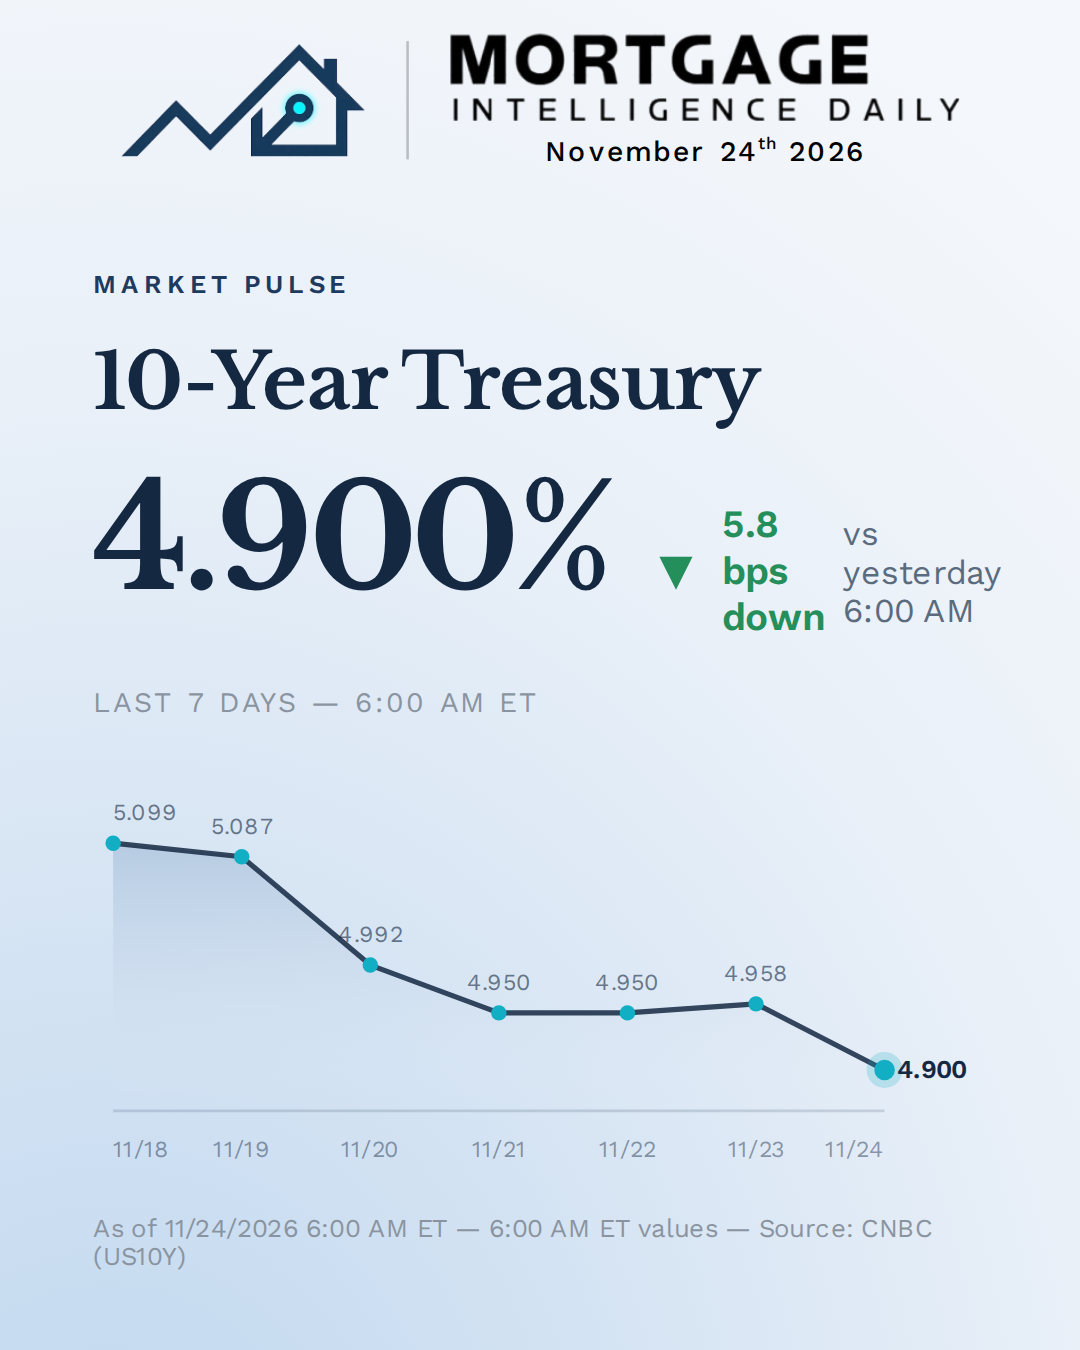 MORTGAGE
INTELLIGENCE DAILY
November 24th 2026
MARKET PULSE
10-Year Treasury
4.900%
▼ 5.8 bps down
vs yesterday 6:00 AM
LAST 7 DAYS — 6:00 AM ET
5.099
5.087
4.992
4.950
4.950
4.958
4.900
11/18 11/19 11/20 11/21 11/22 11/23 11/24
As of 11/24/2026 6:00 AM ET — 6:00 AM ET values — Source: CNBC
(US10Y)